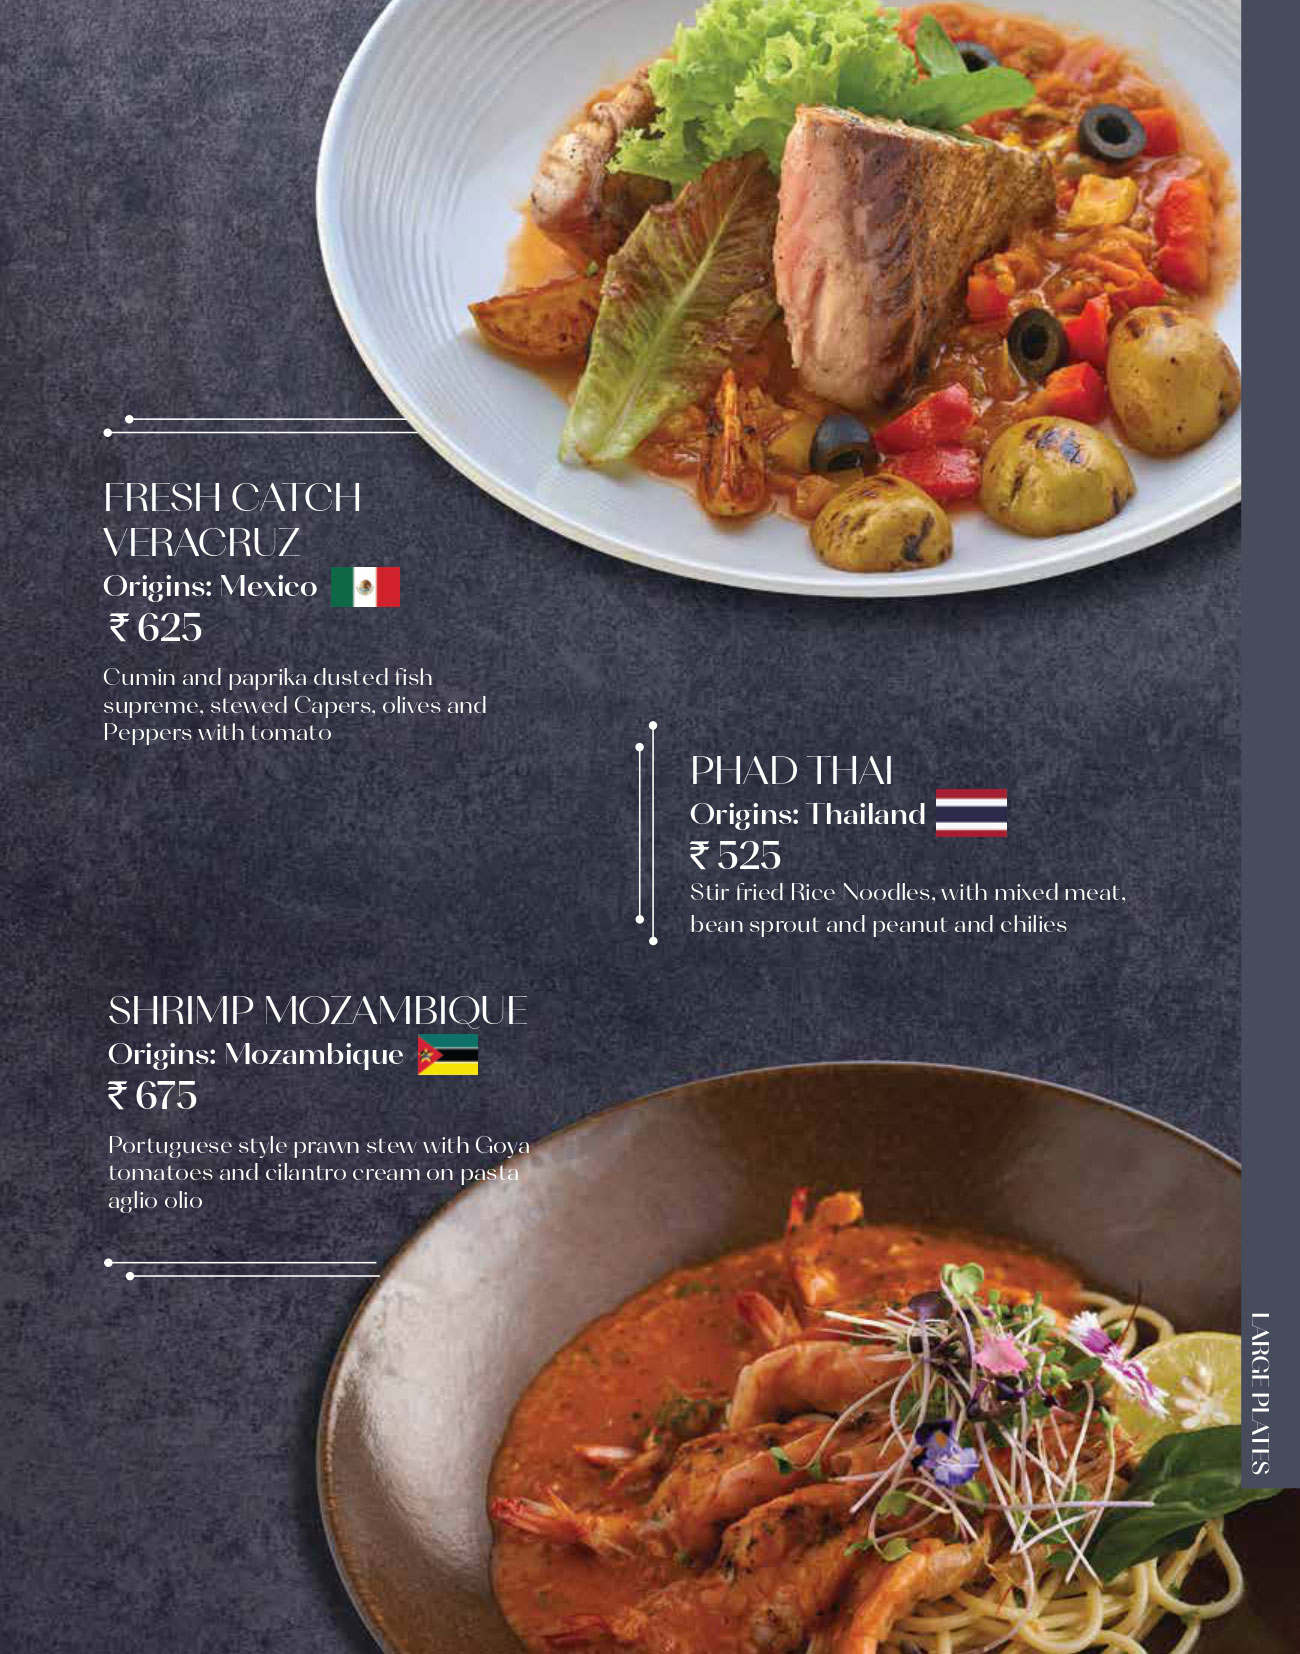 FRESH CATCH
VERACRUZ
Origins: Mexico
₹ 625
Cumin and paprika dusted fish
supreme, stewed Capers, olives and
Peppers with tomato
PHAD THAI
Origins: Thailand
₹ 525
Stir fried Rice Noodles, with mixed meat,
bean sprout and peanut and chilies
SHRIMP MOZAMBIQUE
Origins: Mozambique
₹ 675
Portuguese style prawn stew with Goya
tomatoes and cilantro cream on pasta
aglio olio
LARGE PLATES